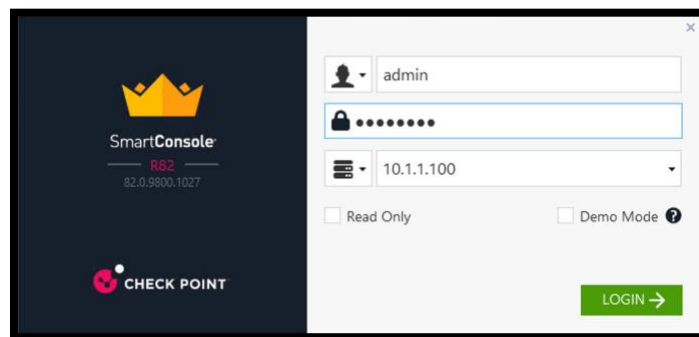 SmartConsole
R82
82.0.9800.1027
CHECK POINT
admin
••••••••
10.1.1.100
Read Only
Demo Mode ?
LOGIN →